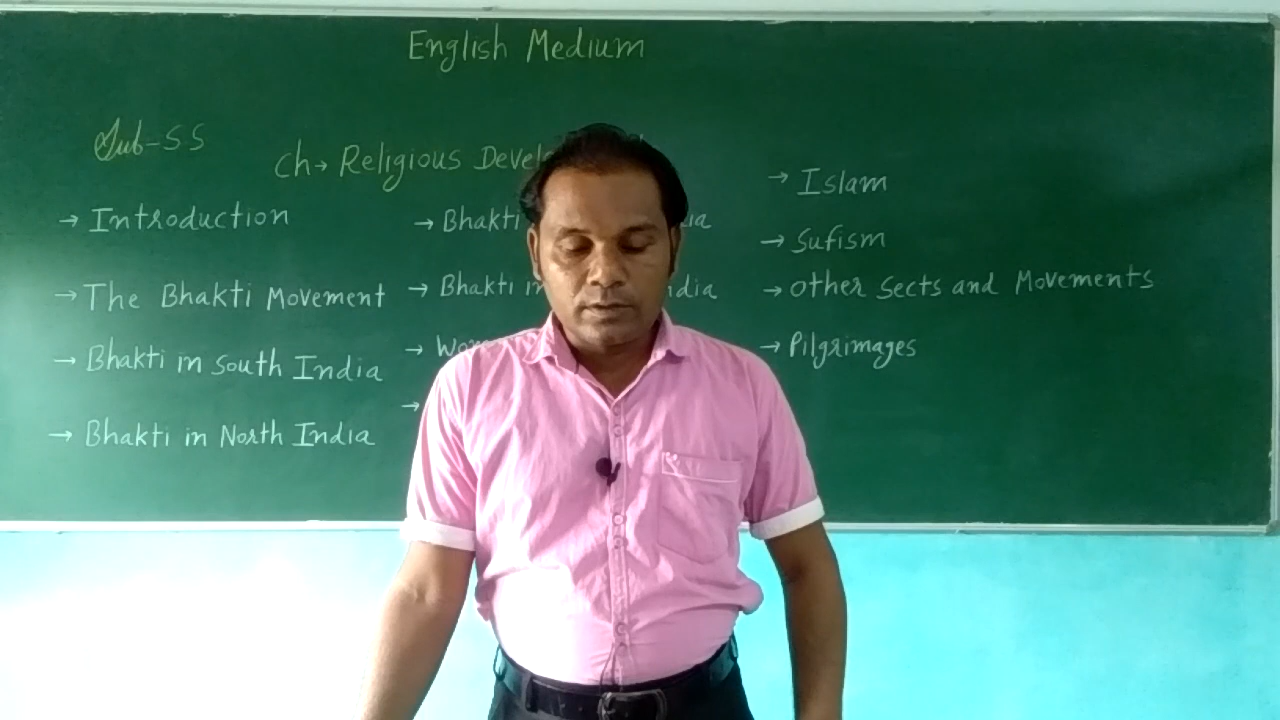 English Medium
Sub-SS
Ch→ Religious
→ Introduction
→ The Bhakti Movement
→ Bhakti in South India
→ Bhakti in North India
→ Bhakti
→ Bhakti in
→
→
→ Islam
→ Sufism
→ Other Sects and Movements
→ Pilgrimages